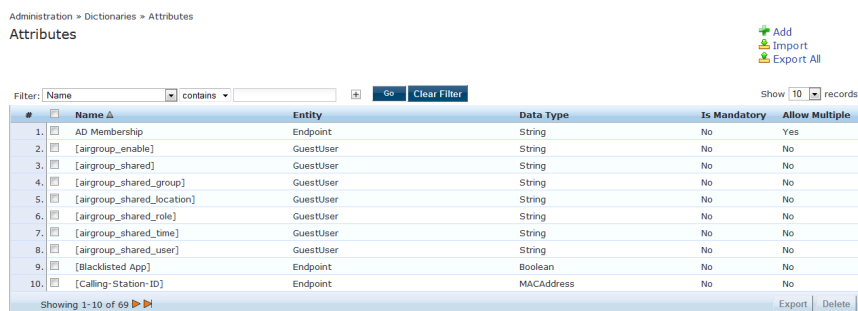 Administration » Dictionaries » Attributes
Attributes
Add
Import
Export All
Filter: Name contains + Go Clear Filter Show 10 records
# Name Entity Data Type Is Mandatory Allow Multiple
1. AD Membership Endpoint String No Yes
2. [airgroup_enable] GuestUser String No No
3. [airgroup_shared] GuestUser String No No
4. [airgroup_shared_group] GuestUser String No No
5. [airgroup_shared_location] GuestUser String No No
6. [airgroup_shared_role] GuestUser String No No
7. [airgroup_shared_time] GuestUser String No No
8. [airgroup_shared_user] GuestUser String No No
9. [Blacklisted App] Endpoint Boolean No No
10. [Calling-Station-ID] Endpoint MACAddress No No
Showing 1-10 of 69 Export Delete